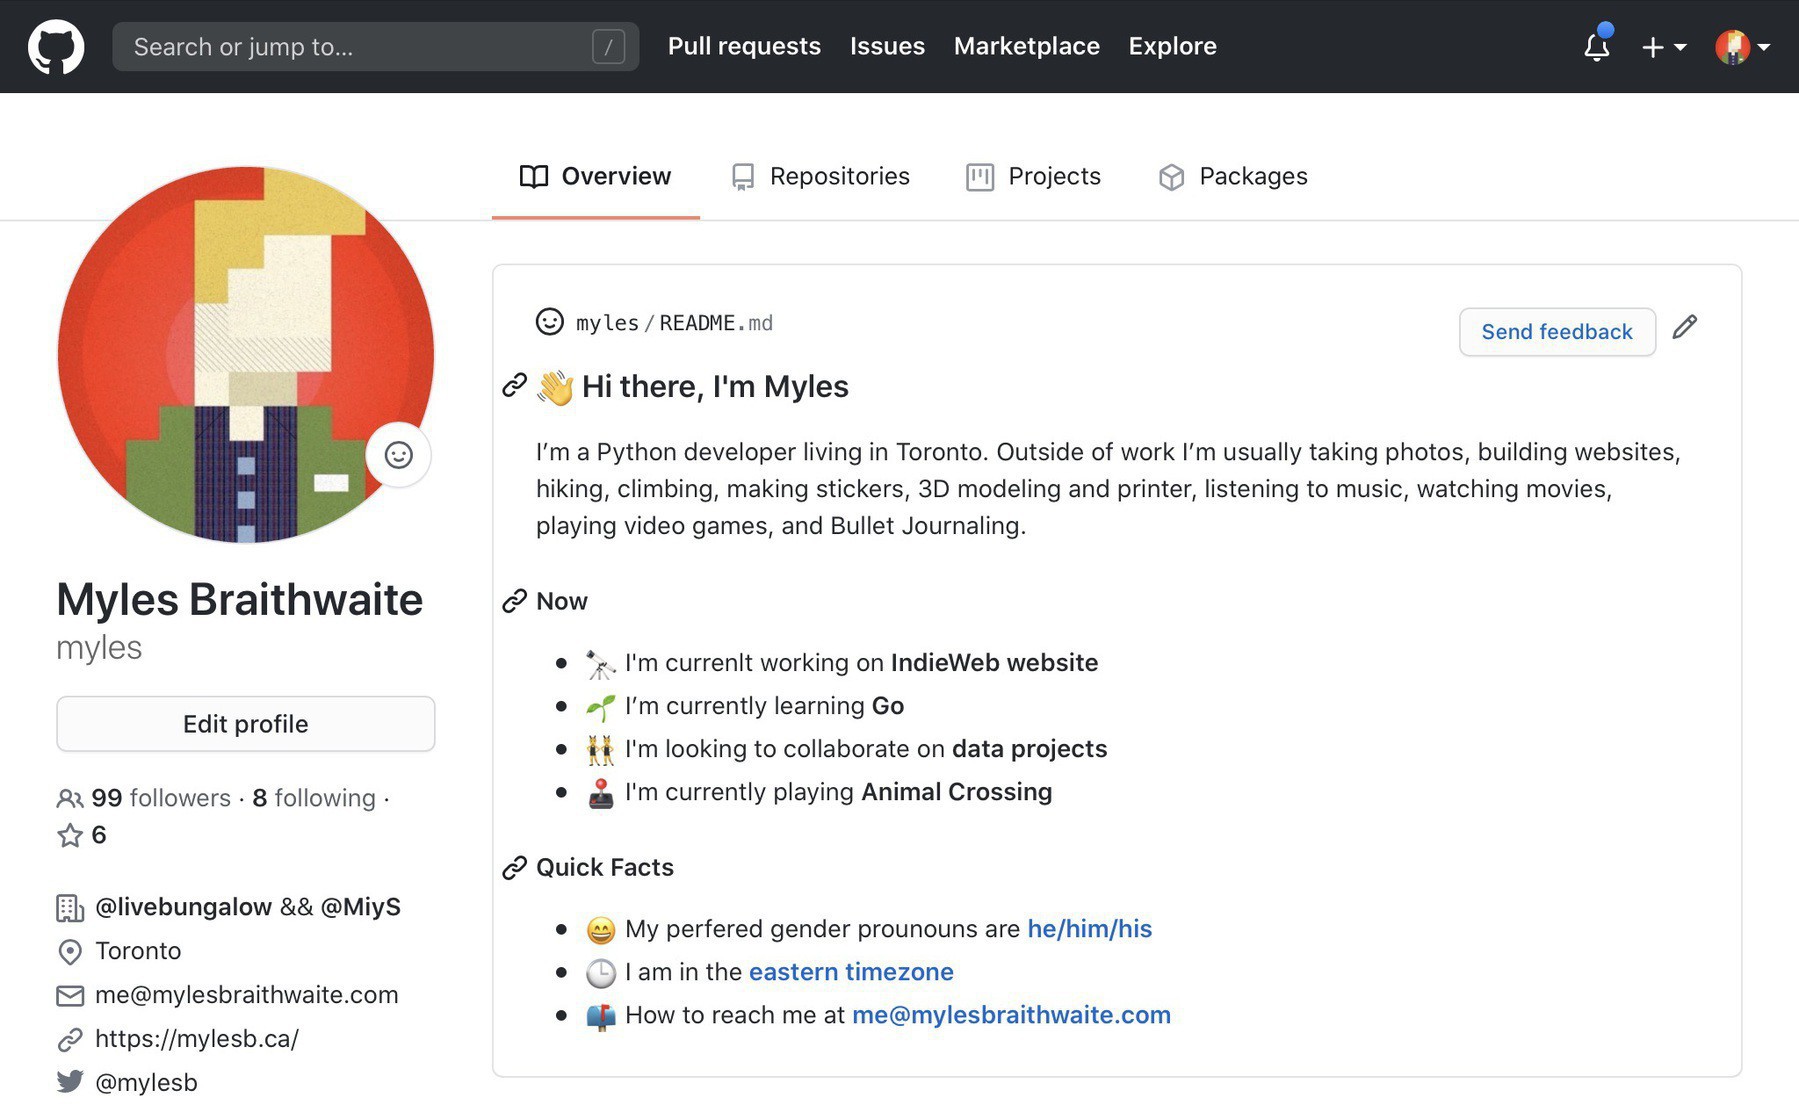 Search or jump to... /
Pull requests Issues Marketplace Explore
Overview Repositories Projects Packages
Myles Braithwaite
myles
Edit profile
99 followers · 8 following ·
6
@livebungalow && @MiyS
Toronto
me@mylesbraithwaite.com
https://mylesb.ca/
@mylesb
myles/README.md
Send feedback
👋 Hi there, I'm Myles
I’m a Python developer living in Toronto. Outside of work I’m usually taking photos, building websites,
hiking, climbing, making stickers, 3D modeling and printer, listening to music, watching movies,
playing video games, and Bullet Journaling.
Now
🔭 I'm currenlt working on IndieWeb website
🌱 I’m currently learning Go
👯 I'm looking to collaborate on data projects
🕹 I'm currently playing Animal Crossing
Quick Facts
😄 My perfered gender prounouns are he/him/his
🕒 I am in the eastern timezone
📫 How to reach me at me@mylesbraithwaite.com